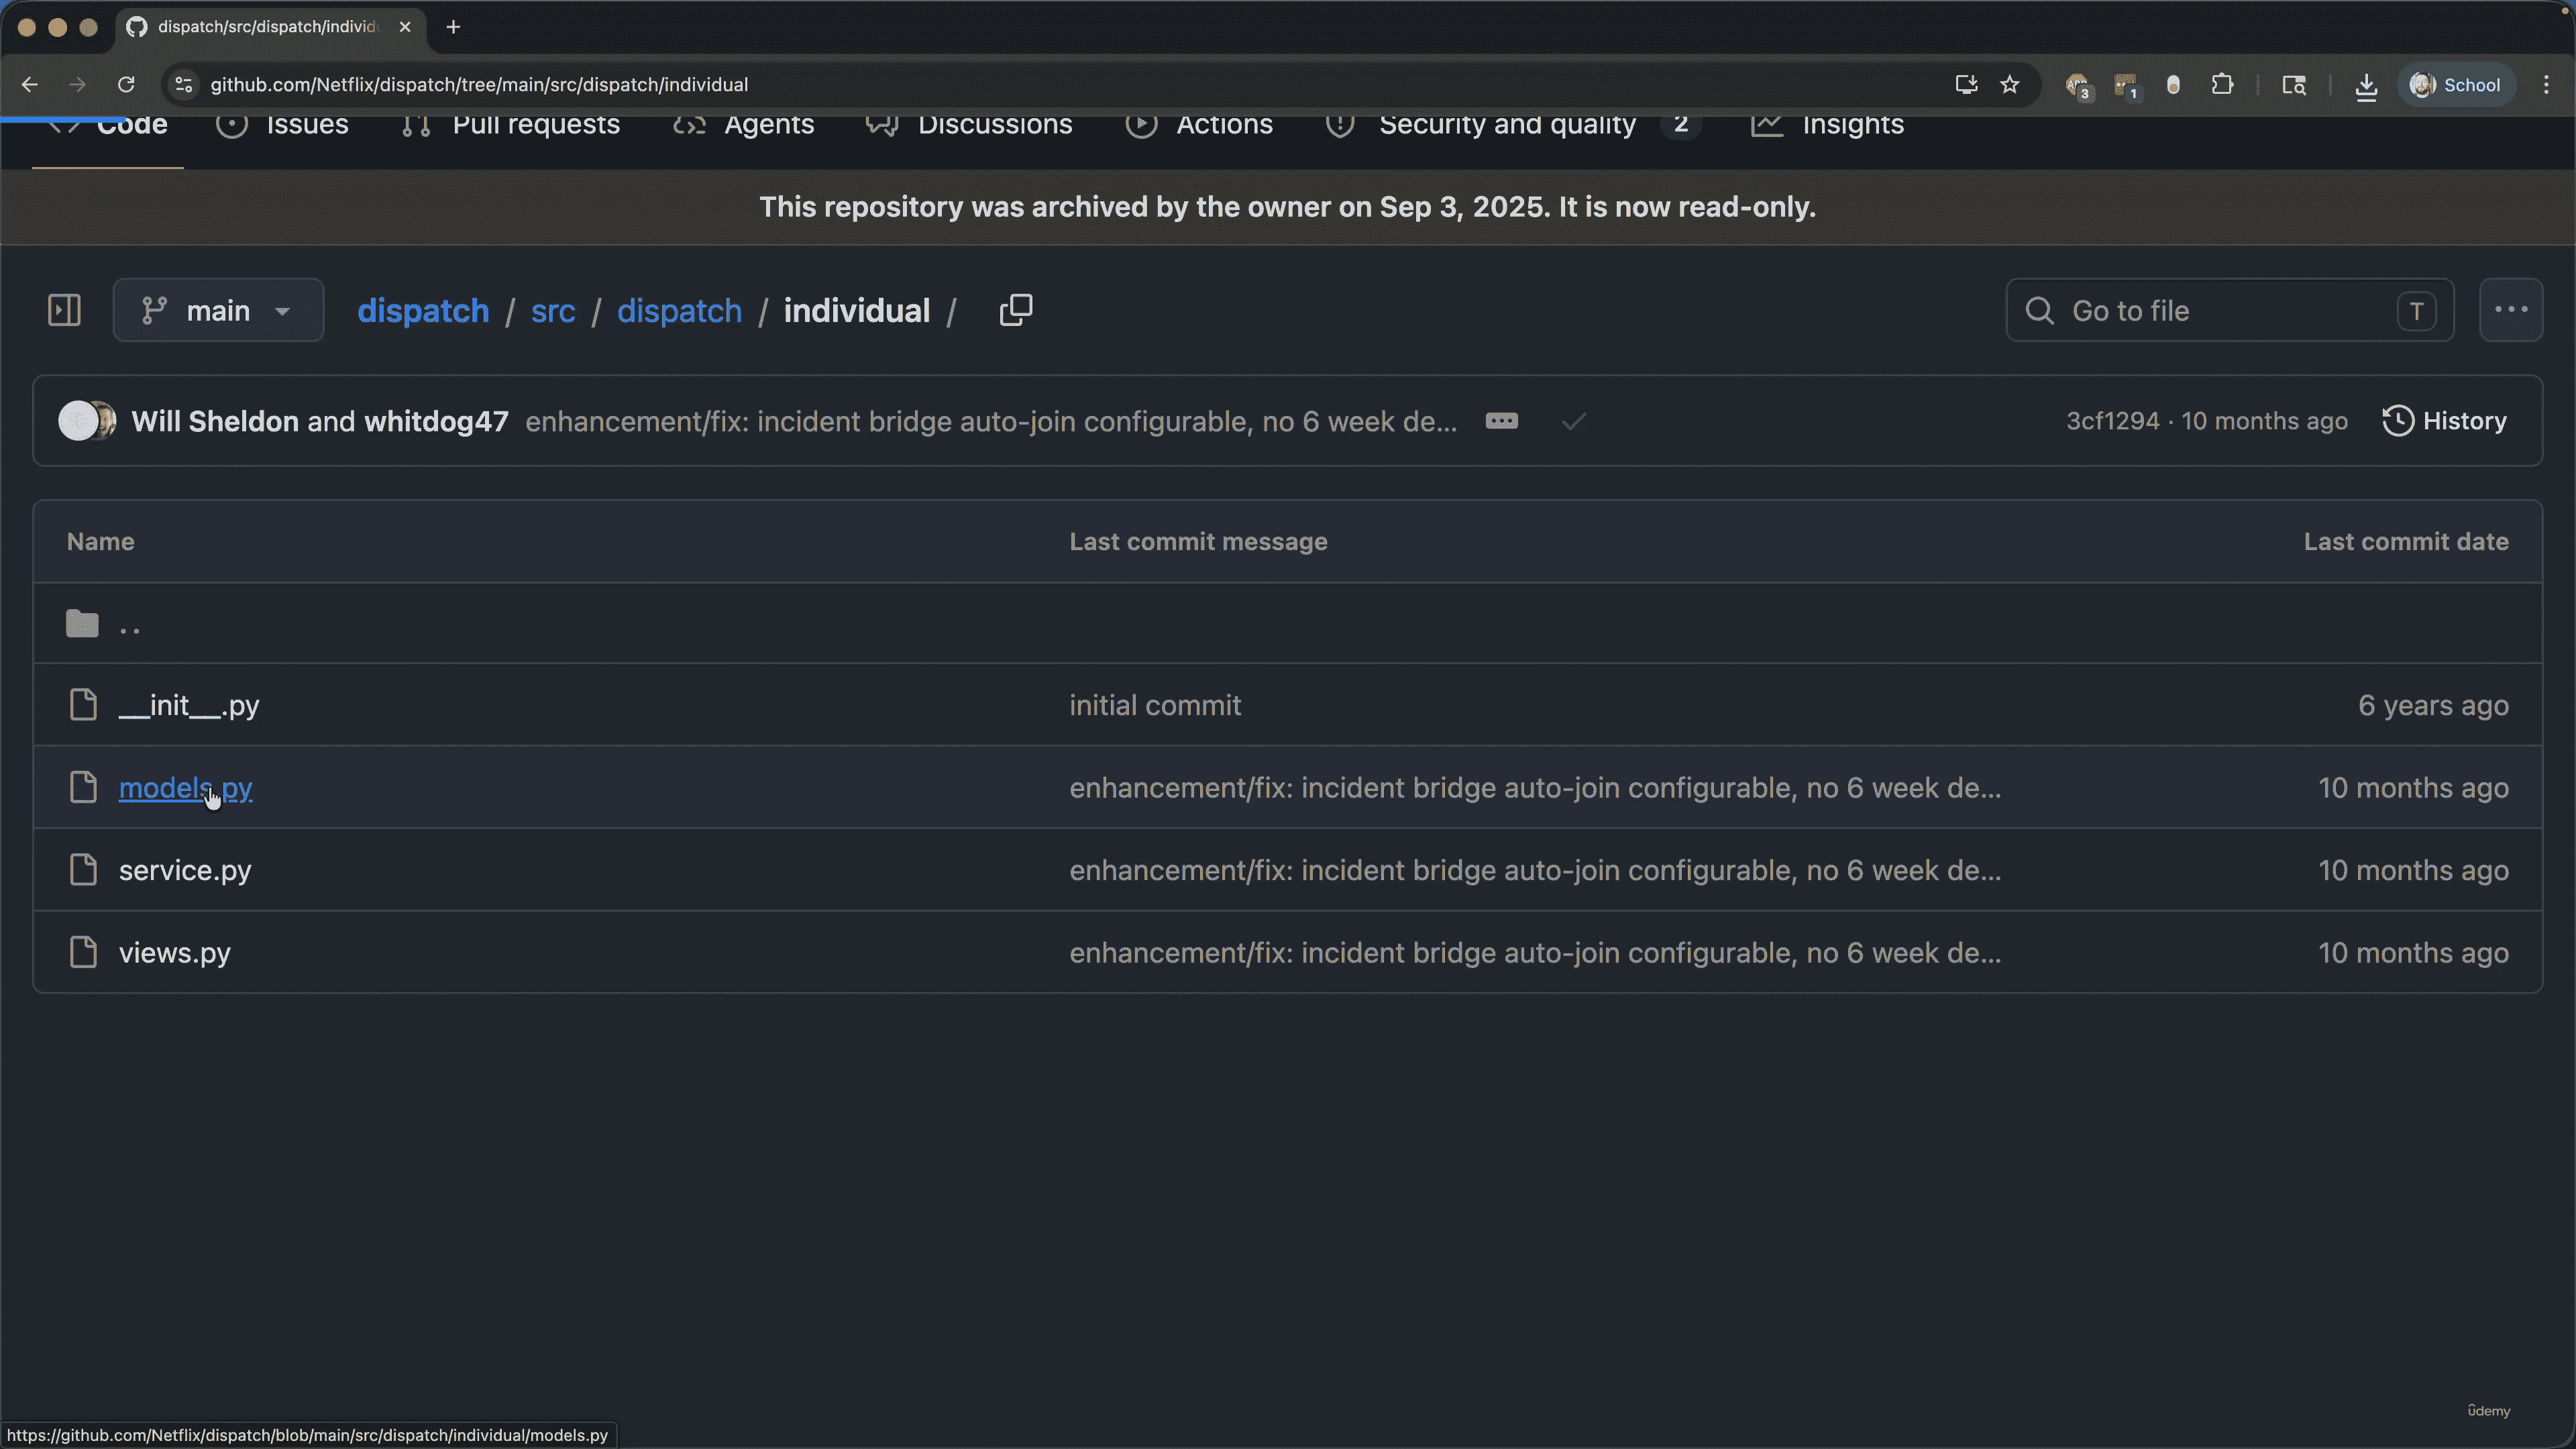 dispatch/src/dispatch/individ
github.com/Netflix/dispatch/tree/main/src/dispatch/individual
3
1
School
Code
Issues
Pull requests
Agents
Discussions
Actions
Security and quality
2
Insights
This repository was archived by the owner on Sep 3, 2025. It is now read-only.
main
dispatch / src / dispatch / individual /
Go to file
T
Will Sheldon and whitdog47 enhancement/fix: incident bridge auto-join configurable, no 6 week de...
3cf1294 · 10 months ago
History
Name
Last commit message
Last commit date
..
__init__.py
initial commit
6 years ago
models.py
enhancement/fix: incident bridge auto-join configurable, no 6 week de...
10 months ago
service.py
enhancement/fix: incident bridge auto-join configurable, no 6 week de...
10 months ago
views.py
enhancement/fix: incident bridge auto-join configurable, no 6 week de...
10 months ago
ûdemy
https://github.com/Netflix/dispatch/blob/main/src/dispatch/individual/models.py